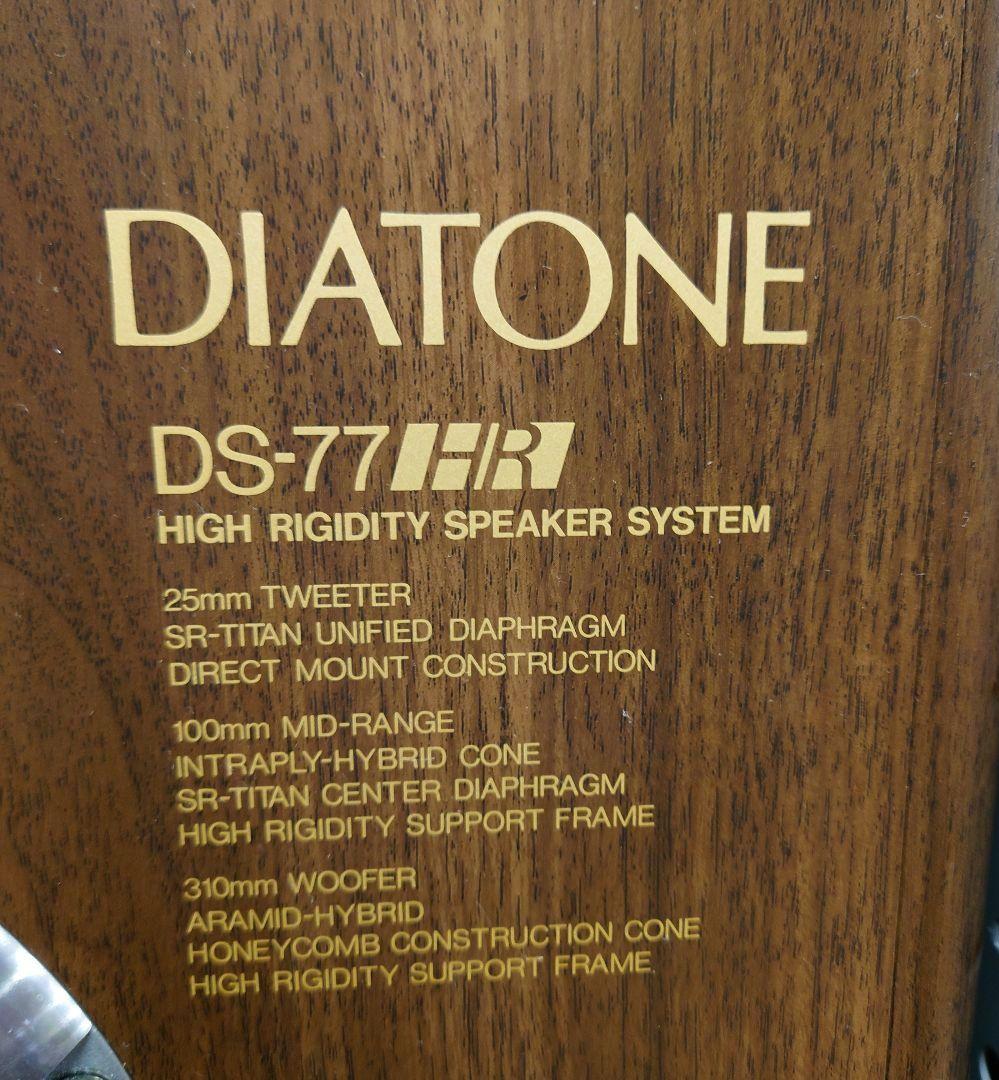 DIATONE
DS-77HR
HIGH RIGIDITY SPEAKER SYSTEM
25mm TWEETER
SR-TITAN UNIFIED DIAPHRAGM
DIRECT MOUNT CONSTRUCTION
100mm MID-RANGE
INTRAPLY-HYBRID CONE
SR-TITAN CENTER DIAPHRAGM
HIGH RIGIDITY SUPPORT FRAME
310mm WOOFER
ARAMID-HYBRID
HONEYCOMB CONSTRUCTION CONE
HIGH RIGIDITY SUPPORT FRAME